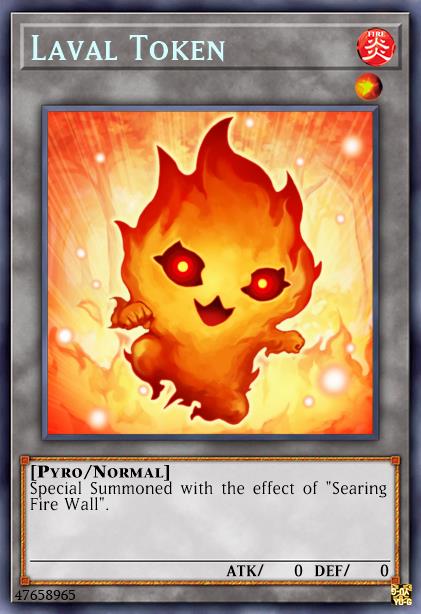 Laval Token
FIRE
炎
[Pyro/Normal]
Special Summoned with the effect of "Searing
Fire Wall".
ATK/ 0 DEF/ 0
47658965